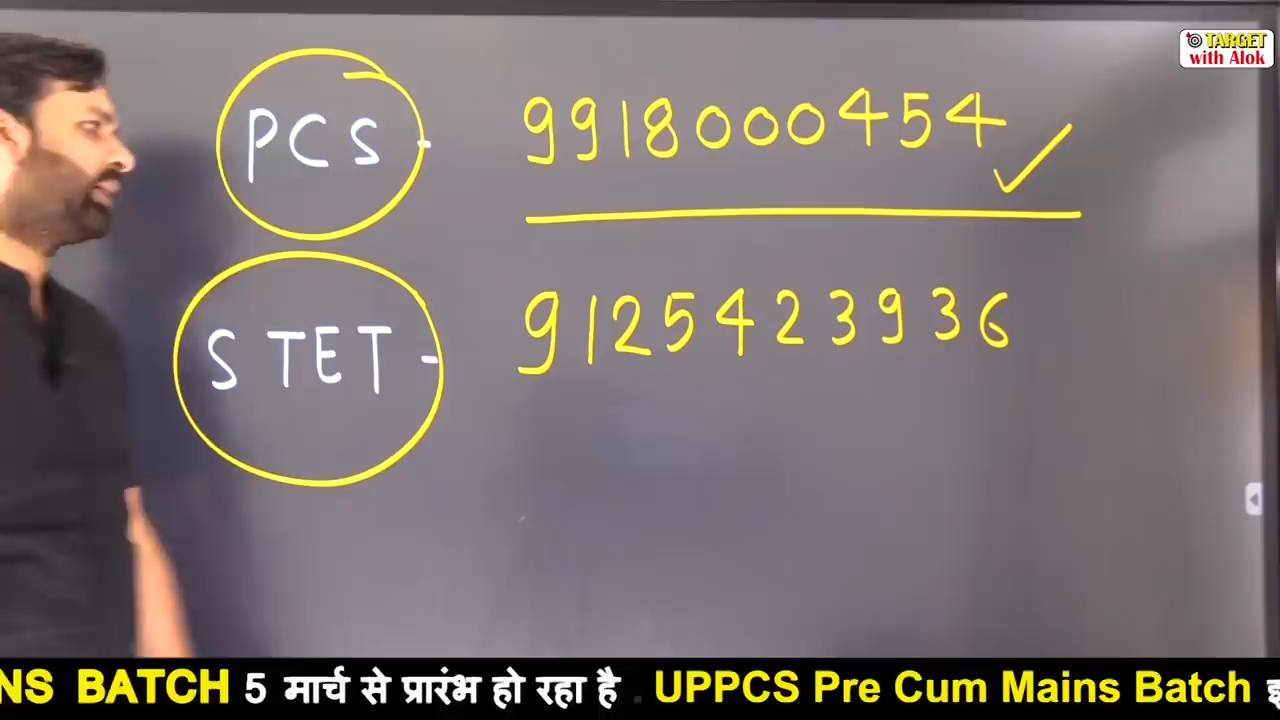 TARGET
with Alok
PCS - 9918000454
STET - 9125423936
NS BATCH 5 मार्च से प्रारंभ हो रहा है . UPPCS Pre Cum Mains Batch